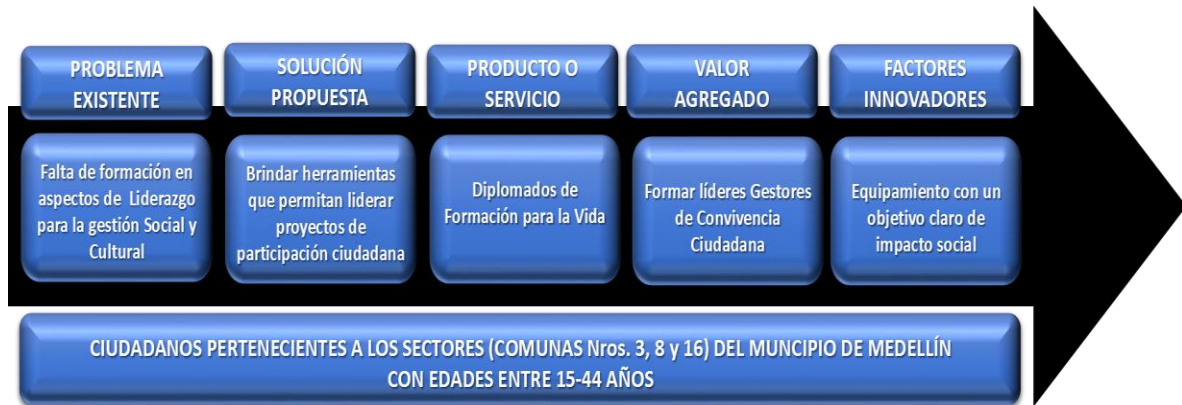 PROBLEMA
EXISTENTE
SOLUCIÓN
PROPUESTA
PRODUCTO O
SERVICIO
VALOR
AGREGADO
FACTORES
INNOVADORES
Falta de formación en
aspectos de Liderazgo
para la gestión Social y
Cultural
Brindar herramientas
que permitan liderar
proyectos de
participación ciudadana
Diplomados de
Formación para la Vida
Formar líderes Gestores
de Convivencia
Ciudadana
Equipamiento con un
objetivo claro de
impacto social
CIUDADANOS PERTENECIENTES A LOS SECTORES (COMUNAS Nros. 3, 8 y 16) DEL MUNCIPIO DE MEDELLÍN
CON EDADES ENTRE 15-44 AÑOS